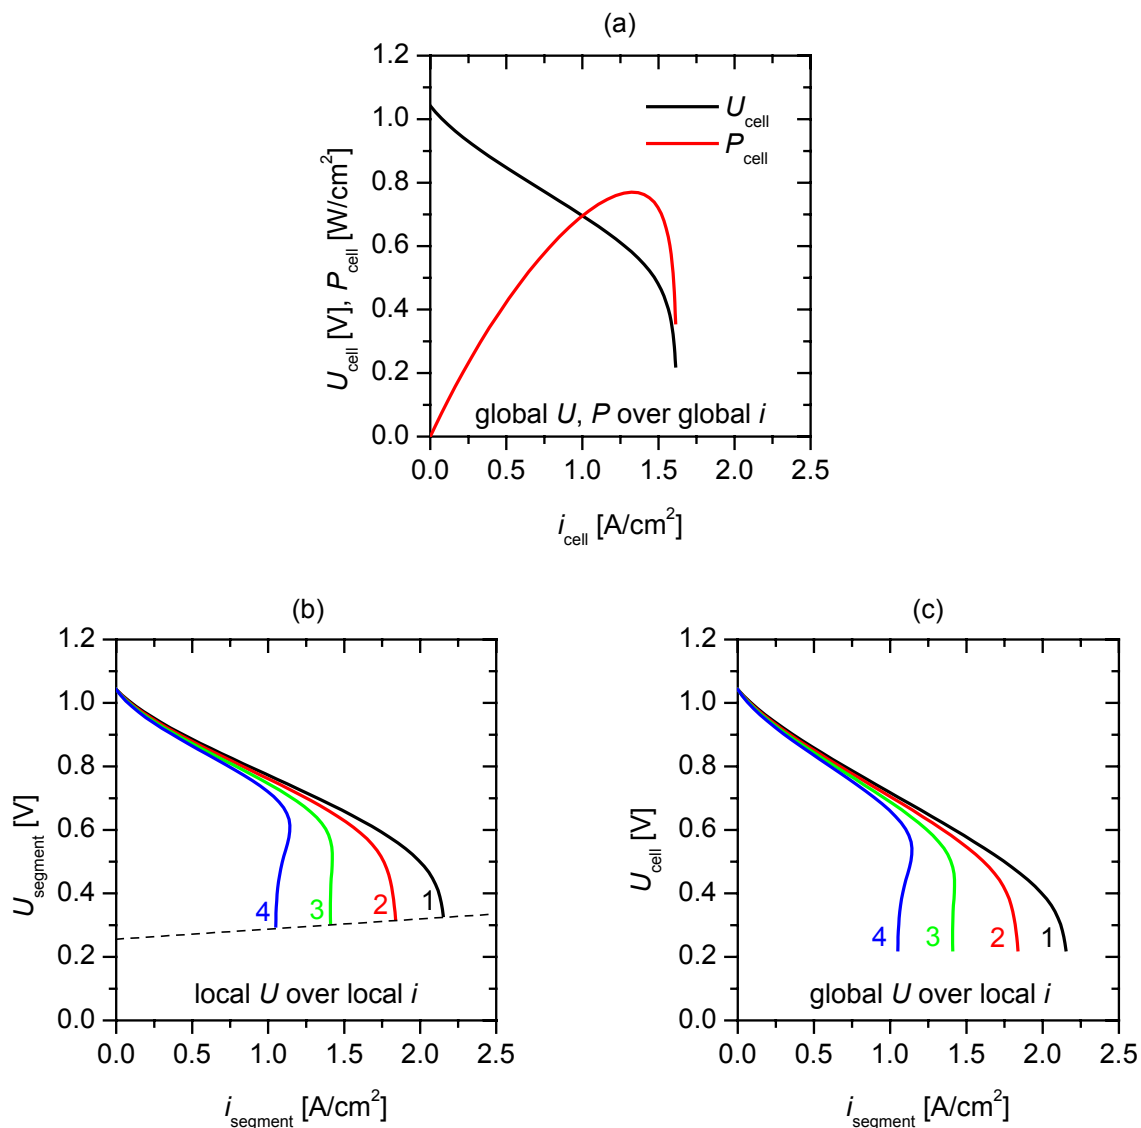 (a)
U_cell [V], P_cell [W/cm²]
1.2
1.0
0.8
0.6
0.4
0.2
0.0
U_cell
P_cell
global U, P over global i
0.0 0.5 1.0 1.5 2.0 2.5
i_cell [A/cm²]
(b)
U_segment [V]
1.2
1.0
0.8
0.6
0.4
0.2
0.0
4 3 2 1
local U over local i
0.0 0.5 1.0 1.5 2.0 2.5
i_segment [A/cm²]
(c)
U_cell [V]
1.2
1.0
0.8
0.6
0.4
0.2
0.0
4 3 2 1
global U over local i
0.0 0.5 1.0 1.5 2.0 2.5
i_segment [A/cm²]